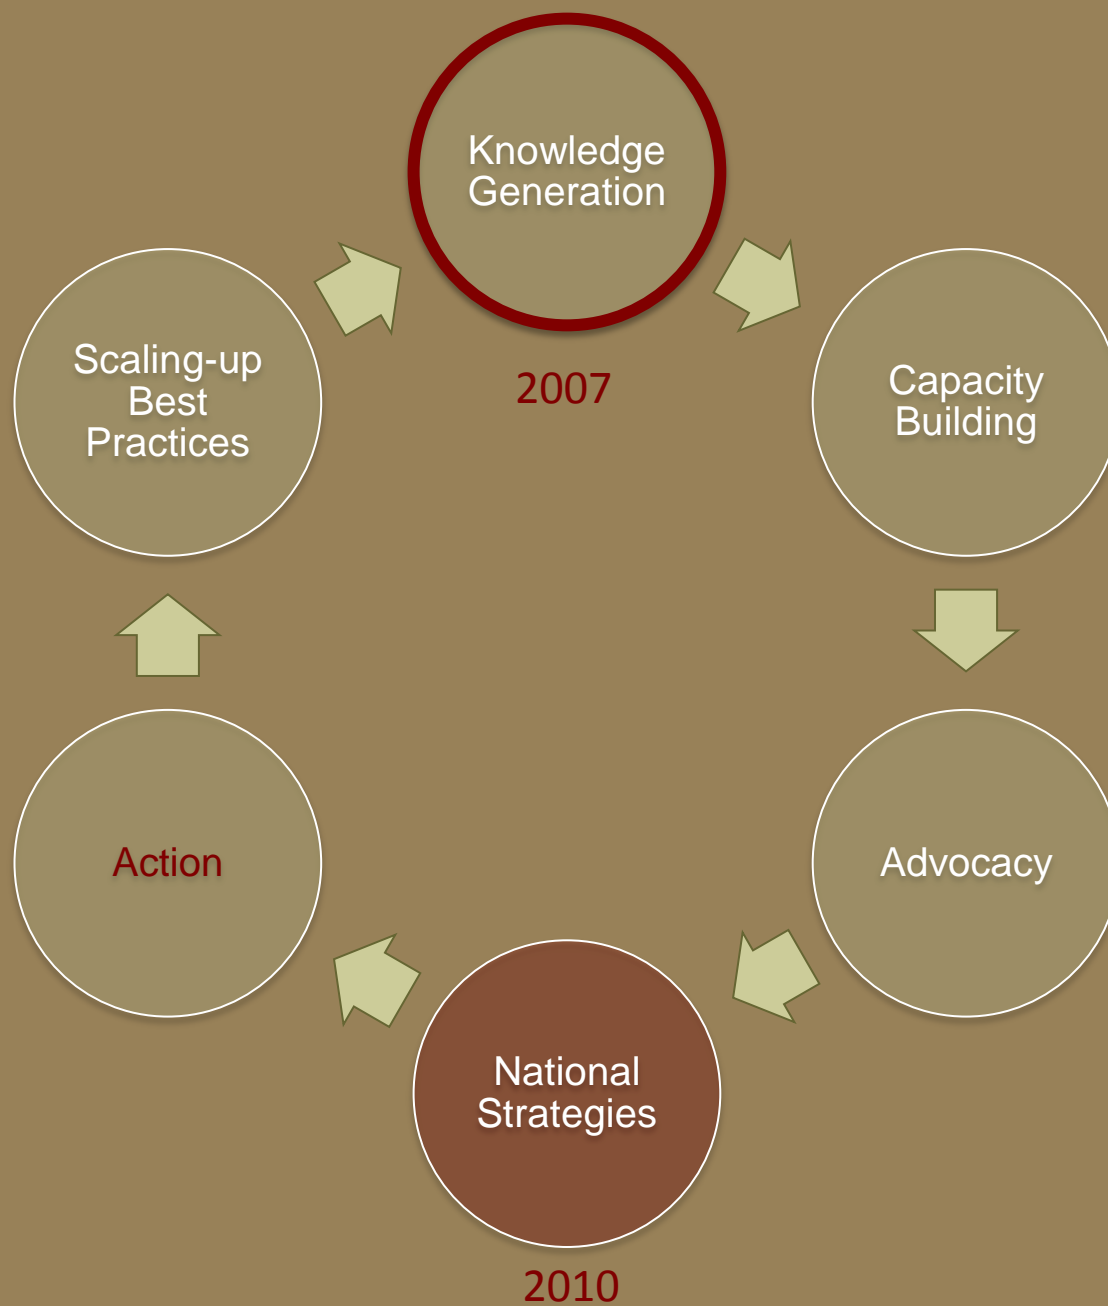 Knowledge
Generation
2007
Capacity
Building
Advocacy
National
Strategies
2010
Action
Scaling-up
Best
Practices